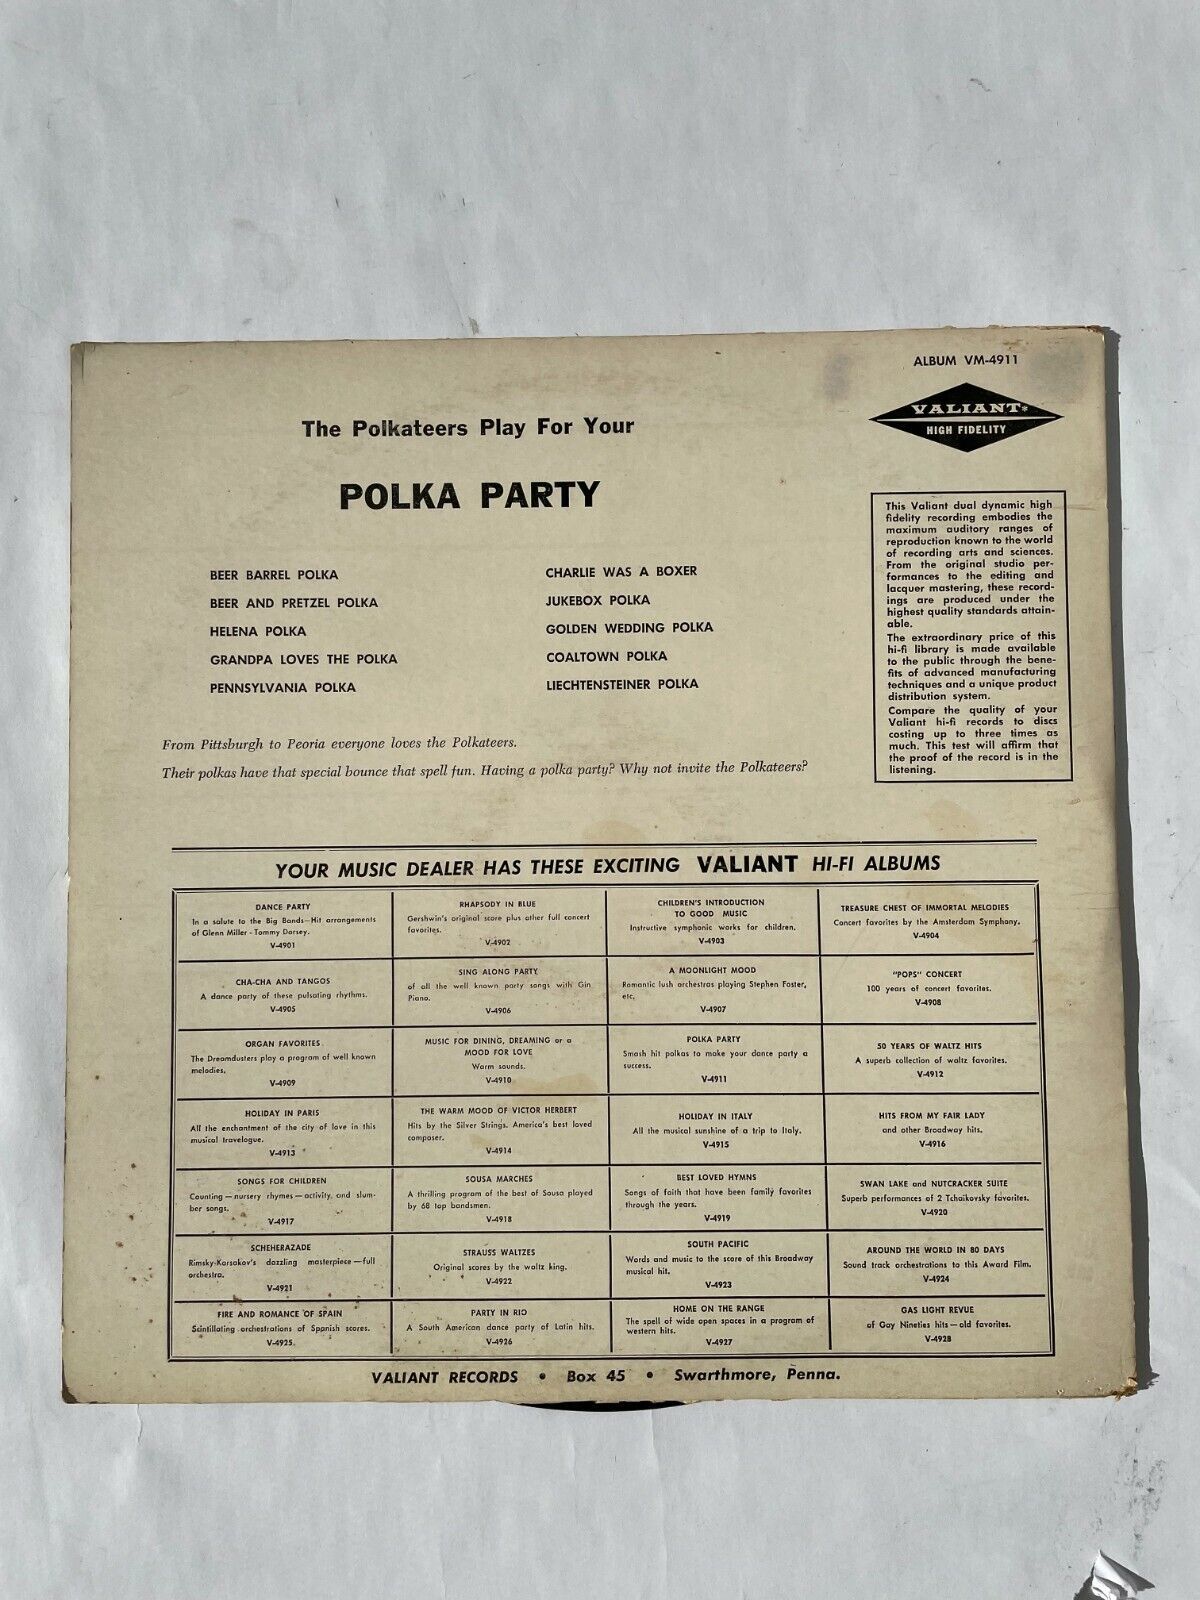 ALBUM VM-4911
VALIANT*
HIGH FIDELITY
The Polkateers Play For Your
POLKA PARTY
BEER BARREL POLKA
BEER AND PRETZEL POLKA
HELENA POLKA
GRANDPA LOVES THE POLKA
PENNSYLVANIA POLKA
CHARLIE WAS A BOXER
JUKEBOX POLKA
GOLDEN WEDDING POLKA
COALTOWN POLKA
LIECHTENSTEINER POLKA
From Pittsburgh to Peoria everyone loves the Polkateers.
Their polkas have that special bounce that spell fun. Having a polka party? Why not invite the Polkateers?
This Valiant dual dynamic high
fidelity recording embodies the
maximum auditory ranges of
reproduction known to the world
of recording arts and sciences.
From the original studio per-
formances to the editing and
lacquer mastering, these record-
ings are produced under the
highest quality standards attain-
able.
The extraordinary price of this
hi-fi library is made available
to the public through the bene-
fits of advanced manufacturing
techniques and a unique product
distribution system.
Compare the quality of your
Valiant hi-fi records to discs
costing up to three times as
much. This test will affirm that
the proof of the record is in the
listening.
YOUR MUSIC DEALER HAS THESE EXCITING VALIANT HI-FI ALBUMS
DANCE PARTY
In a salute to the Big Bands—Hit arrangements
of Glenn Miller - Tommy Dorsey.
V-4901
RHAPSODY IN BLUE
Gershwin's original score plus other full concert
favorites.
V-4902
CHILDREN'S INTRODUCTION
TO GOOD MUSIC
Instructive symphonic works for children.
V-4903
TREASURE CHEST OF IMMORTAL MELODIES
Concert favorites by the Amsterdam Symphony.
V-4904
CHA-CHA AND TANGOS
A dance party of these pulsating rhythms.
V-4905
SING ALONG PARTY
of all the well known party songs with Gin
Piano.
V-4906
A MOONLIGHT MOOD
Romantic lush orchestras playing Stephen Foster,
etc.
V-4907
"POPS" CONCERT
100 years of concert favorites.
V-4908
ORGAN FAVORITES
The Dreamdusters play a program of well known
melodies.
V-4909
MUSIC FOR DINING, DREAMING or a
MOOD FOR LOVE
Warm sounds.
V-4910
POLKA PARTY
Smash hit polkas to make your dance party a
success.
V-4911
50 YEARS OF WALTZ HITS
A superb collection of waltz favorites.
V-4912
HOLIDAY IN PARIS
All the enchantment of the city of love in this
musical travelogue.
V-4913
THE WARM MOOD OF VICTOR HERBERT
Hits by the Silver Strings. America's best loved
composer.
V-4914
HOLIDAY IN ITALY
All the musical sunshine of a trip to Italy.
V-4915
HITS FROM MY FAIR LADY
and other Broadway hits.
V-4916
SONGS FOR CHILDREN
Counting—nursery rhymes—activity, and slum-
ber songs.
V-4917
SOUSA MARCHES
A thrilling program of the best of Sousa played
by 68 top bandsmen.
V-4918
BEST LOVED HYMNS
Songs of faith that have been family favorites
through the years.
V-4919
SWAN LAKE and NUTCRACKER SUITE
Superb performances of 2 Tchaikovsky favorites.
V-4920
SCHEHERAZADE
Rimsky-Korsakov's dazzling masterpiece—full
orchestra.
V-4921
STRAUSS WALTZES
Original scores by the waltz king.
V-4922
SOUTH PACIFIC
Words and music to the score of this Broadway
musical hit.
V-4923
AROUND THE WORLD IN 80 DAYS
Sound track orchestrations to this Award Film.
V-4924
FIRE AND ROMANCE OF SPAIN
Scintillating orchestrations of Spanish scores.
V-4925
PARTY IN RIO
A South American dance party of Latin hits.
V-4926
HOME ON THE RANGE
The spell of wide open spaces in a program of
western hits.
V-4927
GAS LIGHT REVUE
of Gay Nineties hits—old favorites.
V-4928
VALIANT RECORDS • Box 45 • Swarthmore, Penna.